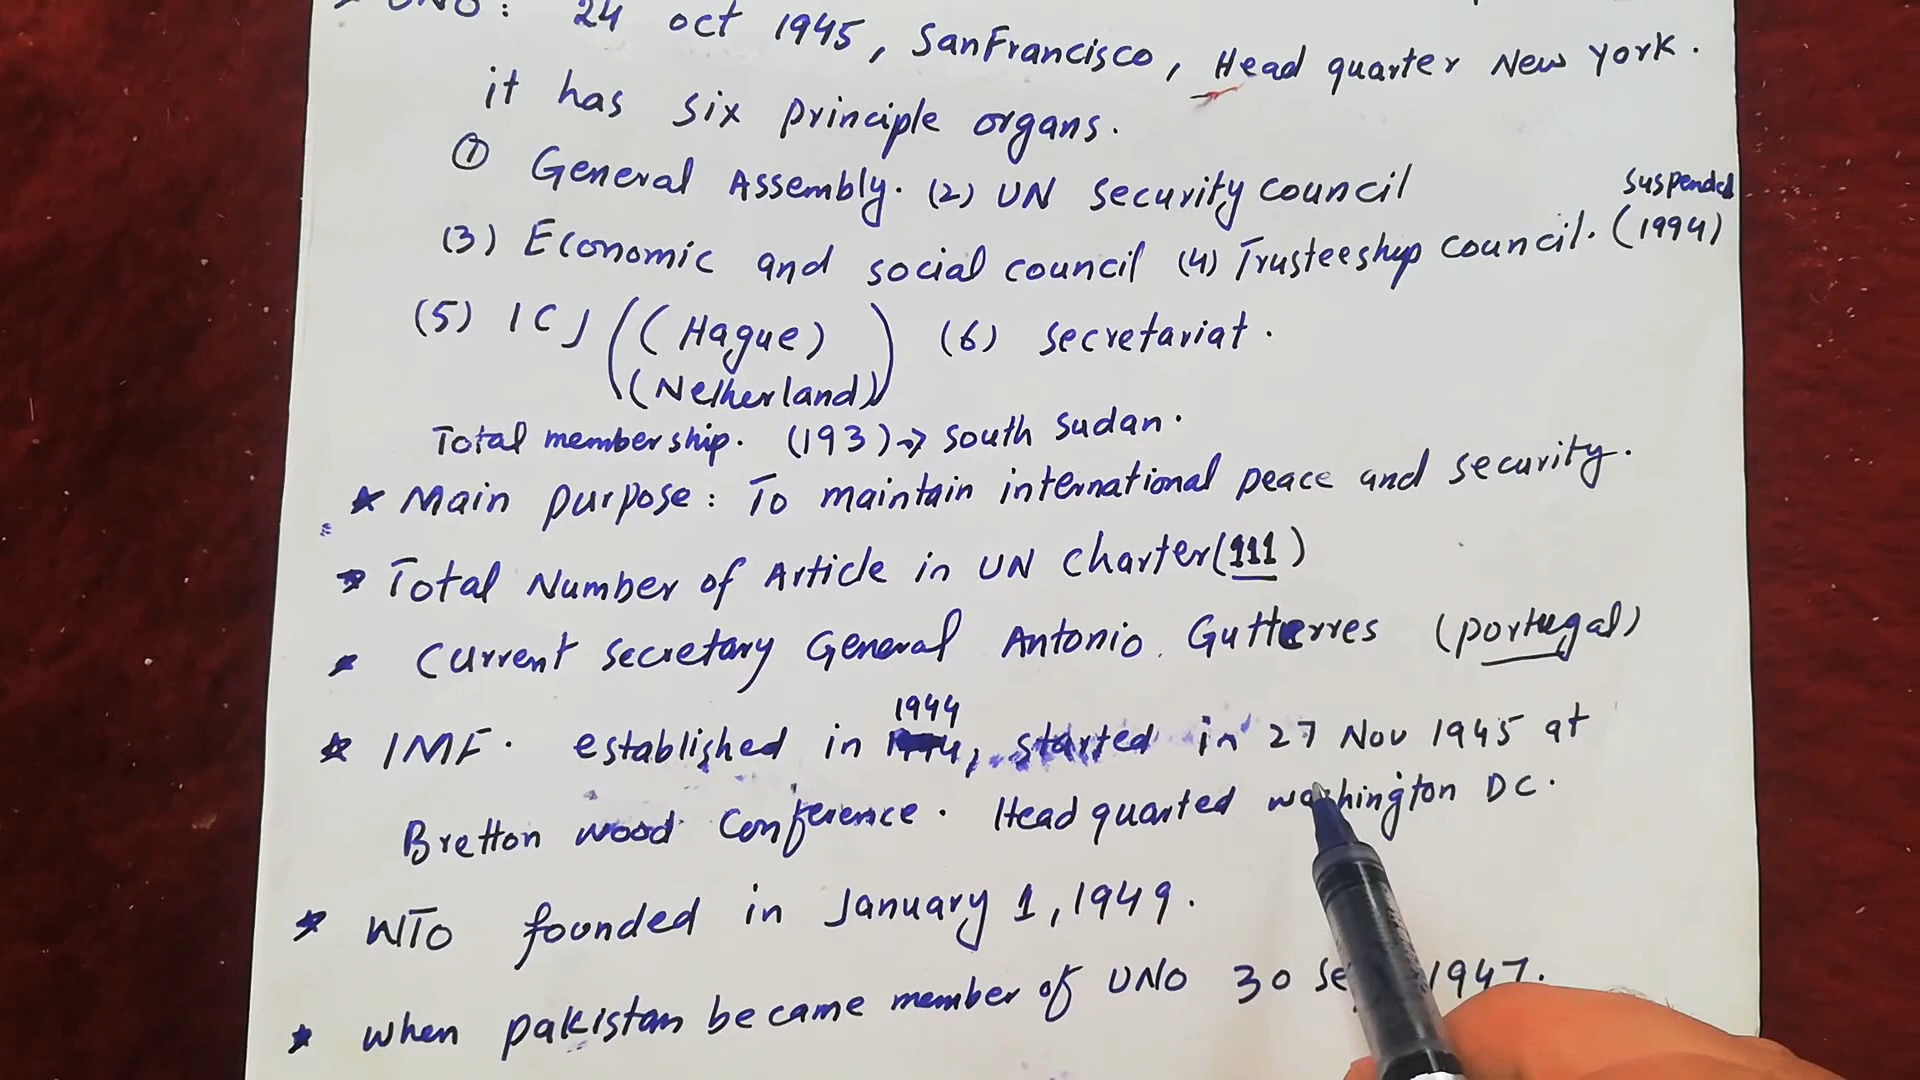 UNO: 24 oct 1945, SanFrancisco, Head quarter New York.
it has six principle organs.
① General Assembly. (2) UN Security Council
suspended
(3) Economic and social council (4) Trusteeship council. (1994)
(5) ICJ ((Hague) (6) secretariat.
(Netherland))
Total membership. (193) → South Sudan.
★ Main purpose: To maintain international peace and security.
★ Total Number of Article in UN Charter (111)
★ Current Secretary General Antonio Gutterres (Portugal)
1944
★ IMF. established in , started in 27 Nov 1945 at
Bretton wood Conference. Head quarted washington DC.
★ WTO founded in January 1, 1949.
★ when pakistan became member of UNO 30 Se 1947.